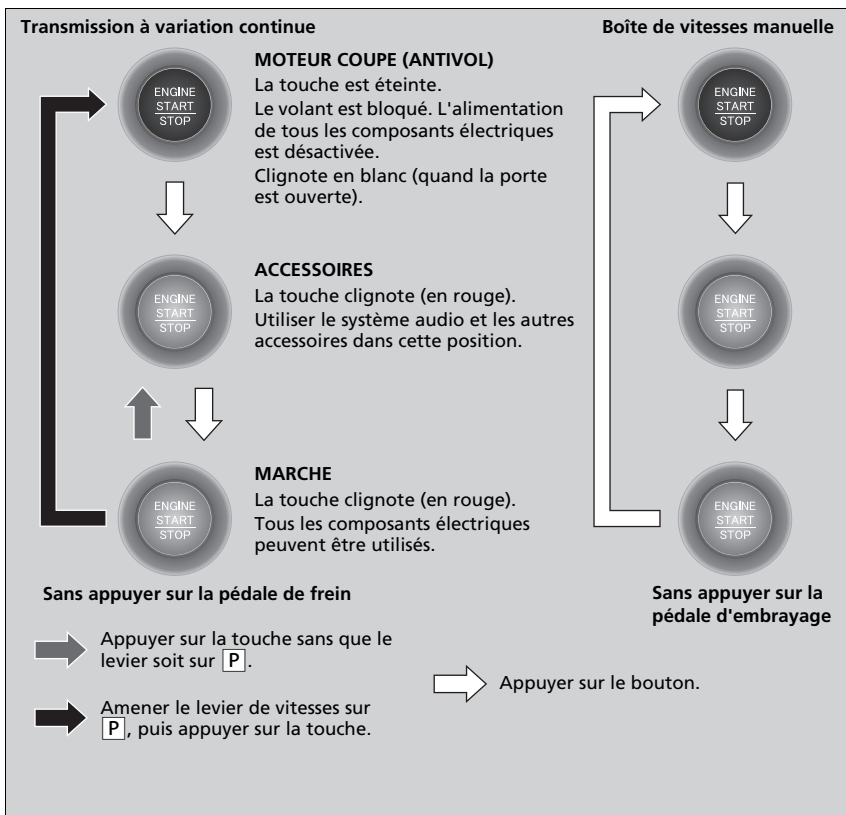 Transmission à variation continue
Boîte de vitesses manuelle
ENGINE
START
STOP
MOTEUR COUPE (ANTIVOL)
La touche est éteinte.
Le volant est bloqué. L'alimentation
de tous les composants électriques
est désactivée.
Clignote en blanc (quand la porte
est ouverte).
ENGINE
START
STOP
ENGINE
START
STOP
ACCESSOIRES
La touche clignote (en rouge).
Utiliser le système audio et les autres
accessoires dans cette position.
ENGINE
START
STOP
ENGINE
START
STOP
MARCHE
La touche clignote (en rouge).
Tous les composants électriques
peuvent être utilisés.
ENGINE
START
STOP
Sans appuyer sur la pédale de frein
Sans appuyer sur la
pédale d'embrayage
Appuyer sur la touche sans que le
levier soit sur P.
Appuyer sur le bouton.
Amener le levier de vitesses sur
P, puis appuyer sur la touche.